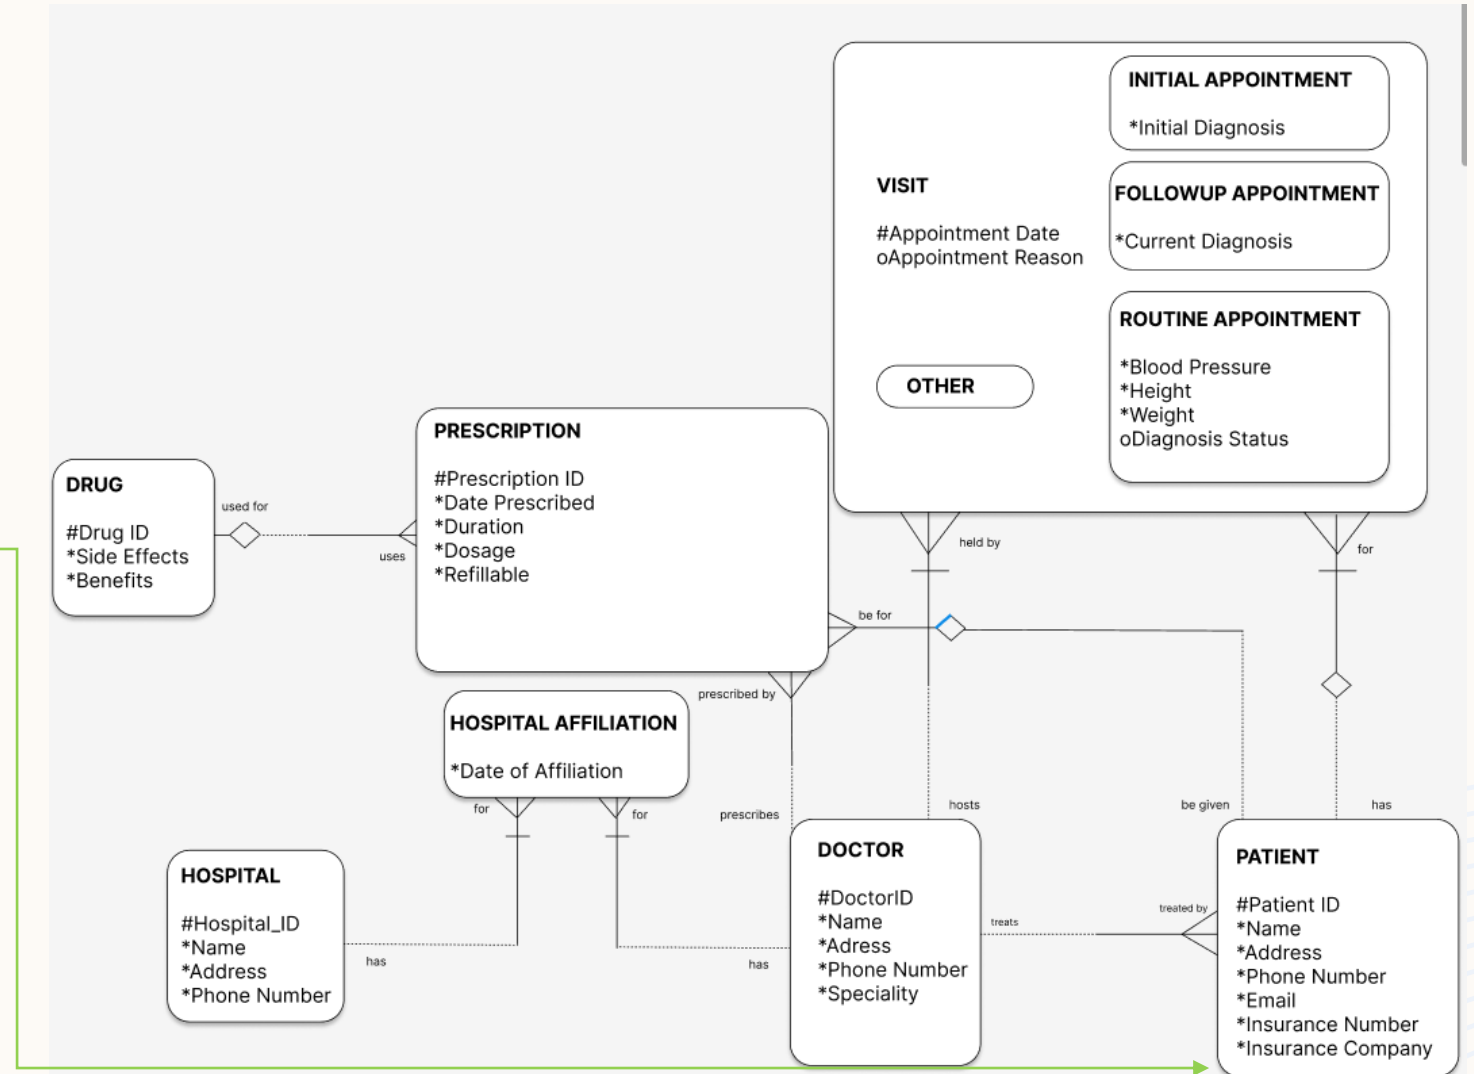 INITIAL APPOINTMENT
*Initial Diagnosis
VISIT
#Appointment Date
oAppointment Reason
FOLLOWUP APPOINTMENT
*Current Diagnosis
ROUTINE APPOINTMENT
*Blood Pressure
*Height
*Weight
oDiagnosis Status
OTHER
PRESCRIPTION
#Prescription ID
*Date Prescribed
*Duration
*Dosage
*Refillable
DRUG
#Drug ID
*Side Effects
*Benefits
used for
uses
held by
for
be for
prescribed by
HOSPITAL AFFILIATION
*Date of Affiliation
for
for
prescribes
hosts
be given
has
HOSPITAL
#Hospital_ID
*Name
*Address
*Phone Number
has
has
DOCTOR
#DoctorID
*Name
*Adress
*Phone Number
*Speciality
treats
treated by
PATIENT
#Patient ID
*Name
*Address
*Phone Number
*Email
*Insurance Number
*Insurance Company